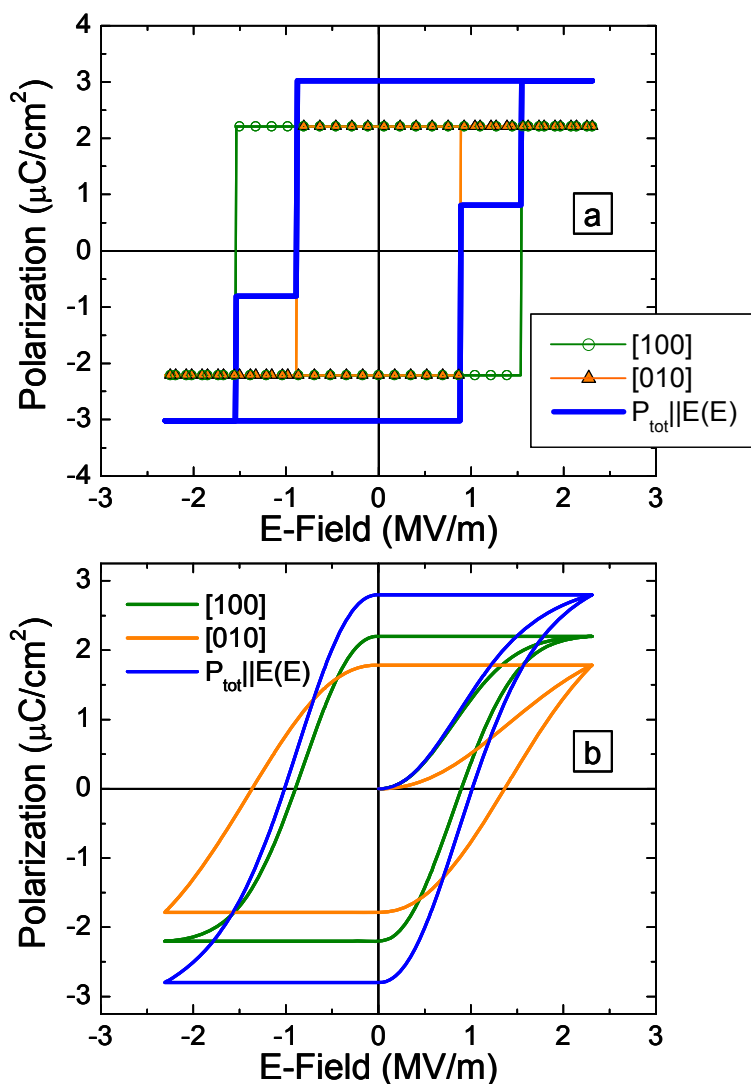 4
3
2
1
0
-1
-2
-3
-4
Polarization (μC/cm²)
a
[100]
[010]
P_tot||E(E)
-3 -2 -1 0 1 2 3
E-Field (MV/m)
3
2
1
0
-1
-2
-3
Polarization (μC/cm²)
[100]
[010]
P_tot||E(E)
b
-3 -2 -1 0 1 2 3
E-Field (MV/m)